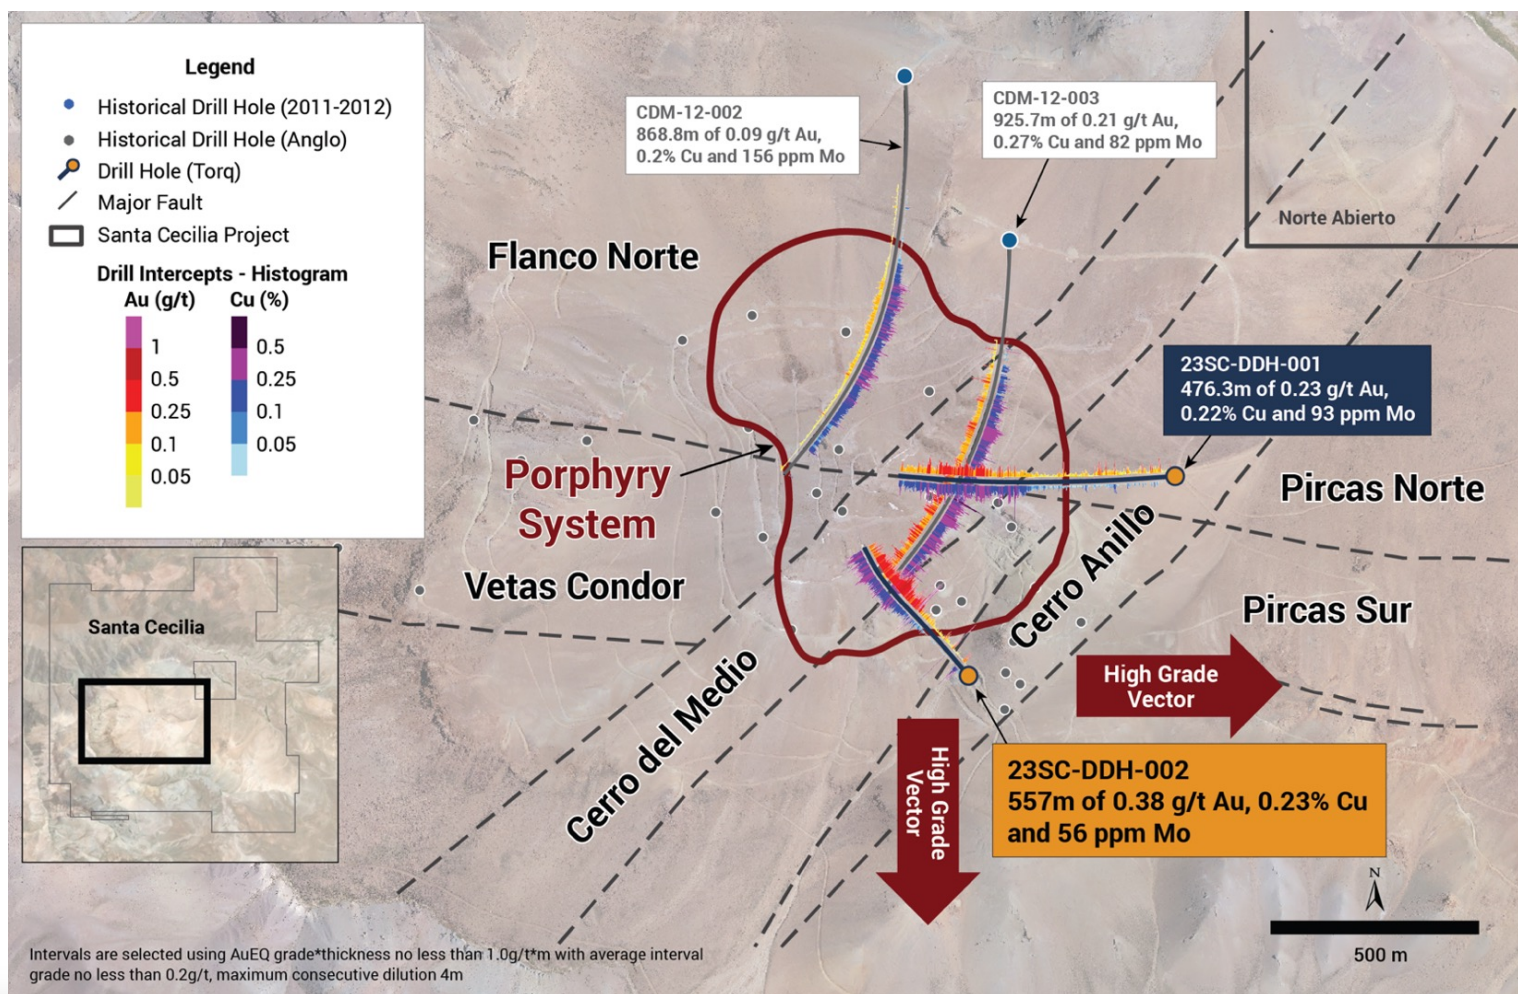 Legend
Historical Drill Hole (2011-2012)
Historical Drill Hole (Anglo)
Drill Hole (Torq)
Major Fault
Santa Cecilia Project
Drill Intercepts - Histogram
Au (g/t)
Cu (%)
1
0.5
0.25
0.1
0.05
0.5
0.25
0.1
0.05
Santa Cecilia
CDM-12-002
868.8m of 0.09 g/t Au,
0.2% Cu and 156 ppm Mo
CDM-12-003
925.7m of 0.21 g/t Au,
0.27% Cu and 82 ppm Mo
Norte Abierto
Flanco Norte
23SC-DDH-001
476.3m of 0.23 g/t Au,
0.22% Cu and 93 ppm Mo
Porphyry
System
Pircas Norte
Vetas Condor
Cerro Anillo
Pircas Sur
Cerro del Medio
High Grade
Vector
High Grade
Vector
23SC-DDH-002
557m of 0.38 g/t Au, 0.23% Cu
and 56 ppm Mo
N
500 m
Intervals are selected using AuEQ grade*thickness no less than 1.0g/t*m with average interval
grade no less than 0.2g/t, maximum consecutive dilution 4m